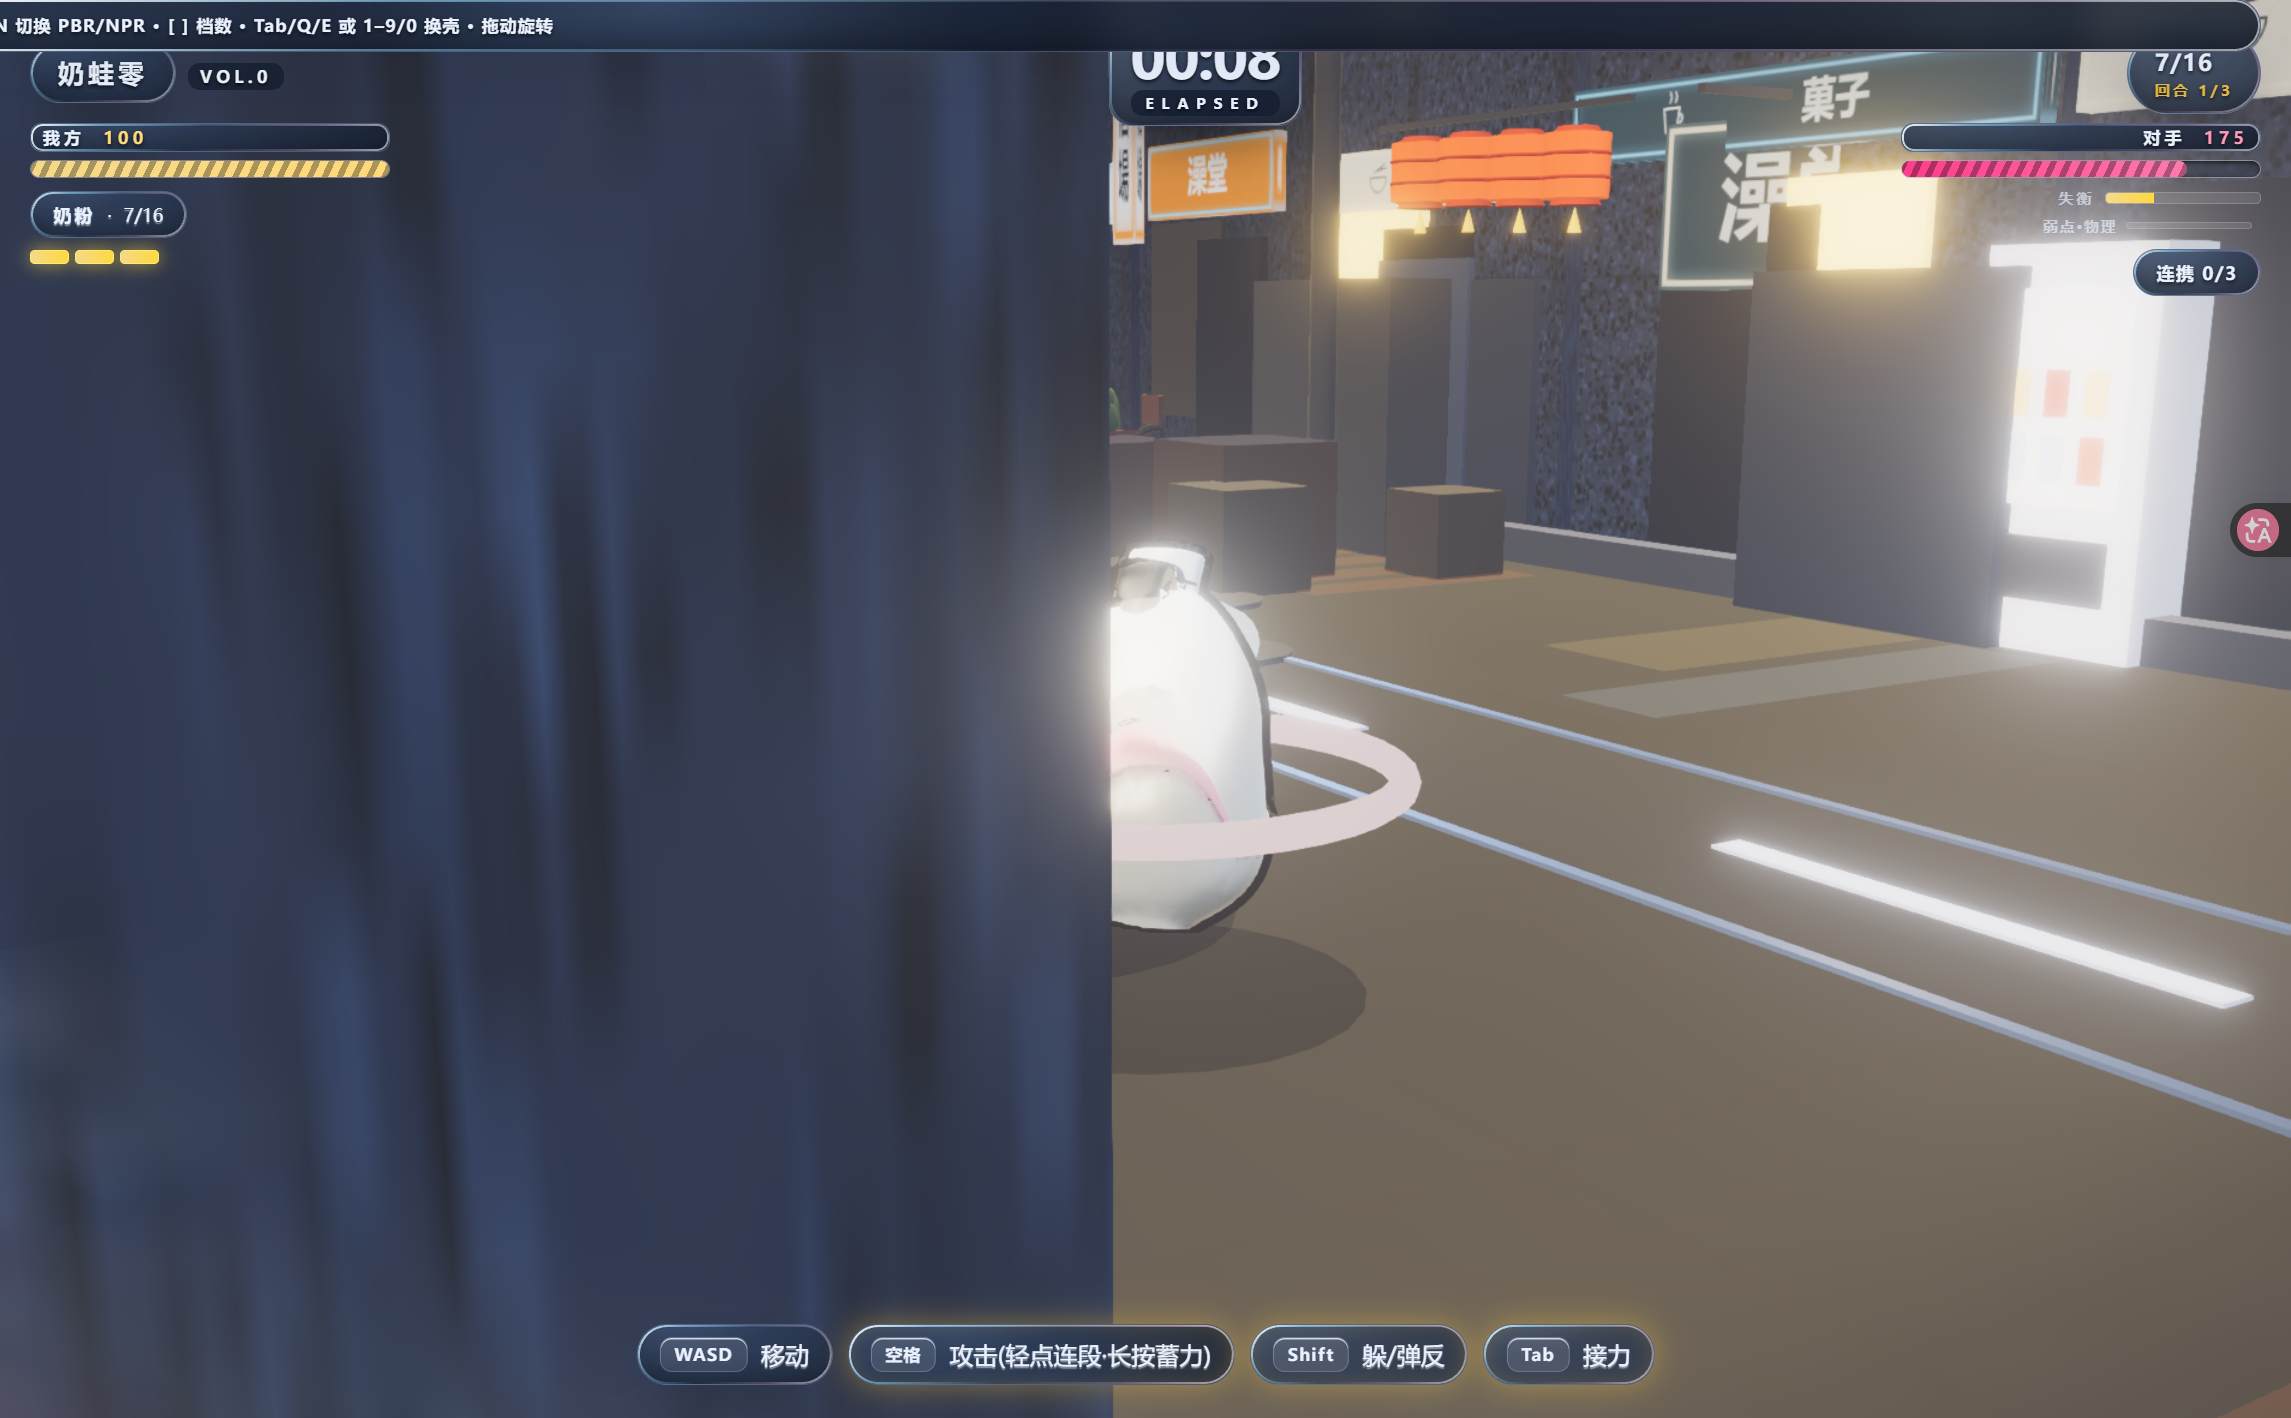 N 切换 PBR/NPR • [ ] 档数 • Tab/Q/E 或 1–9/0 换壳 • 拖动旋转
奶蛙零 VOL.0
00:08
ELAPSED
7/16
回合 1/3
我方 100
对手 175
奶粉 · 7/16
失衡
弱点•物理
连携 0/3
菓子
澡堂
WASD 移动
空格 攻击(轻点连段·长按蓄力)
Shift 躲/弹反
Tab 接力